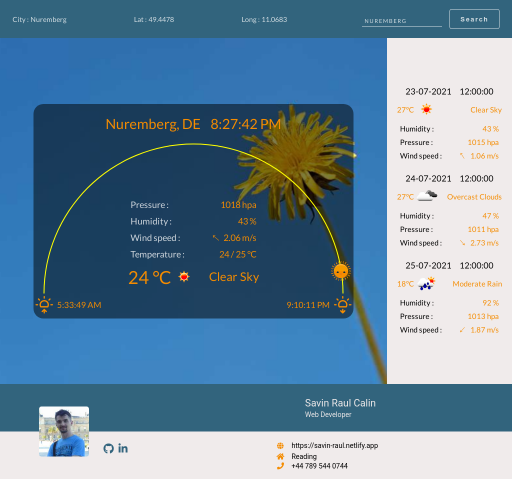 City : Nuremberg Lat : 49.4478 Long : 11.0683 NUREMBERG Search
Nuremberg, DE 8:27:42 PM
Pressure : 1018 hpa
Humidity : 43 %
Wind speed : 2.06 m/s
Temperature : 24 / 25 °C
24 °C Clear Sky
5:33:49 AM 9:10:11 PM
23-07-2021 12:00:00
27°C Clear Sky
Humidity : 43 %
Pressure : 1015 hpa
Wind speed : 1.06 m/s
24-07-2021 12:00:00
27°C Overcast Clouds
Humidity : 47 %
Pressure : 1011 hpa
Wind speed : 2.73 m/s
25-07-2021 12:00:00
18°C Moderate Rain
Humidity : 92 %
Pressure : 1013 hpa
Wind speed : 1.87 m/s
Savin Raul Calin
Web Developer
in
https://savin-raul.netlify.app
Reading
+44 789 544 0744